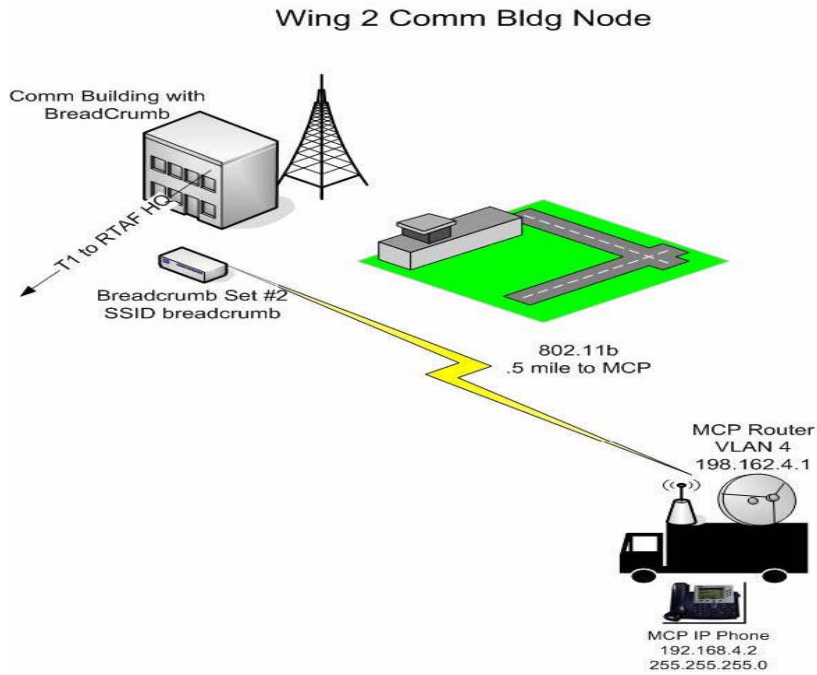 Wing 2 Comm Bldg Node
Comm Building with
BreadCrumb
T1 to RTAF HQ
Breadcrumb Set #2
SSID breadcrumb
802.11b
.5 mile to MCP
MCP Router
VLAN 4
198.162.4.1
MCP IP Phone
192.168.4.2
255.255.255.0